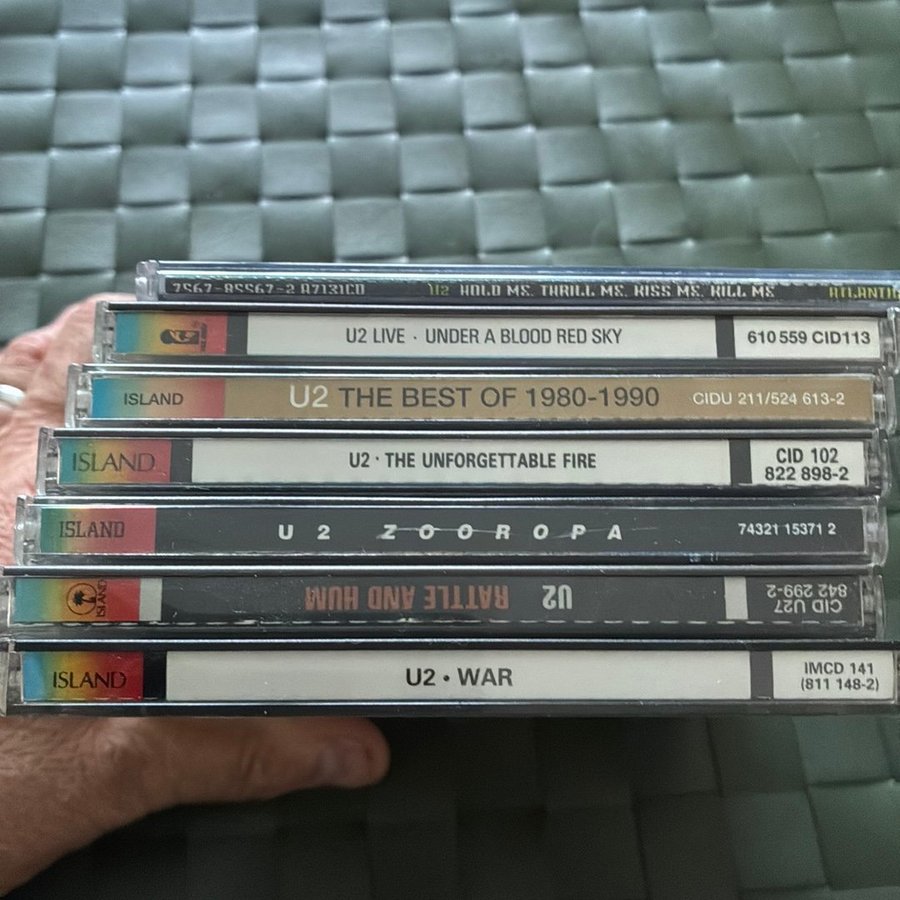 7567-85567-2 A7131CD U2 HOLD ME, THRILL ME, KISS ME, KILL ME ATLANTIC
U2 LIVE · UNDER A BLOOD RED SKY 610 559 CID113
ISLAND U2 THE BEST OF 1980-1990 CIDU 211/524 613-2
ISLAND U2 · THE UNFORGETTABLE FIRE CID 102
822 898-2
ISLAND U2 ZOOROPA 74321 15371 2
ISLAND U2 RATTLE AND HUM CID U27
842 299-2
ISLAND U2 · WAR IMCD 141
(811 148-2)